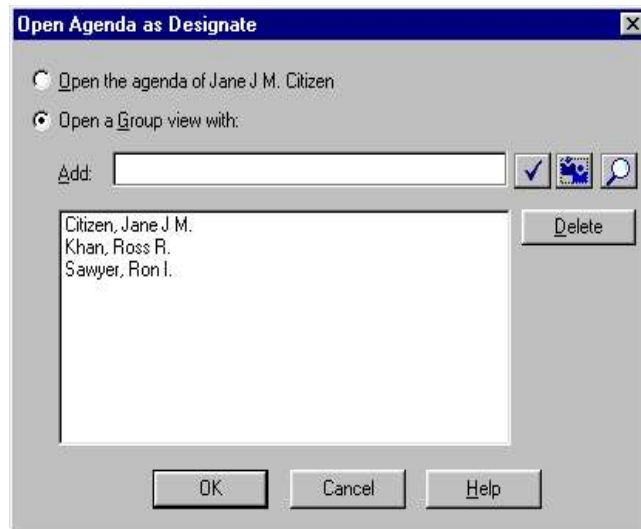 Open Agenda as Designate
Open the agenda of Jane J M. Citizen
Open a Group view with:
Add:
Citizen, Jane J M.
Khan, Ross R.
Sawyer, Ron I.
Delete
OK Cancel Help